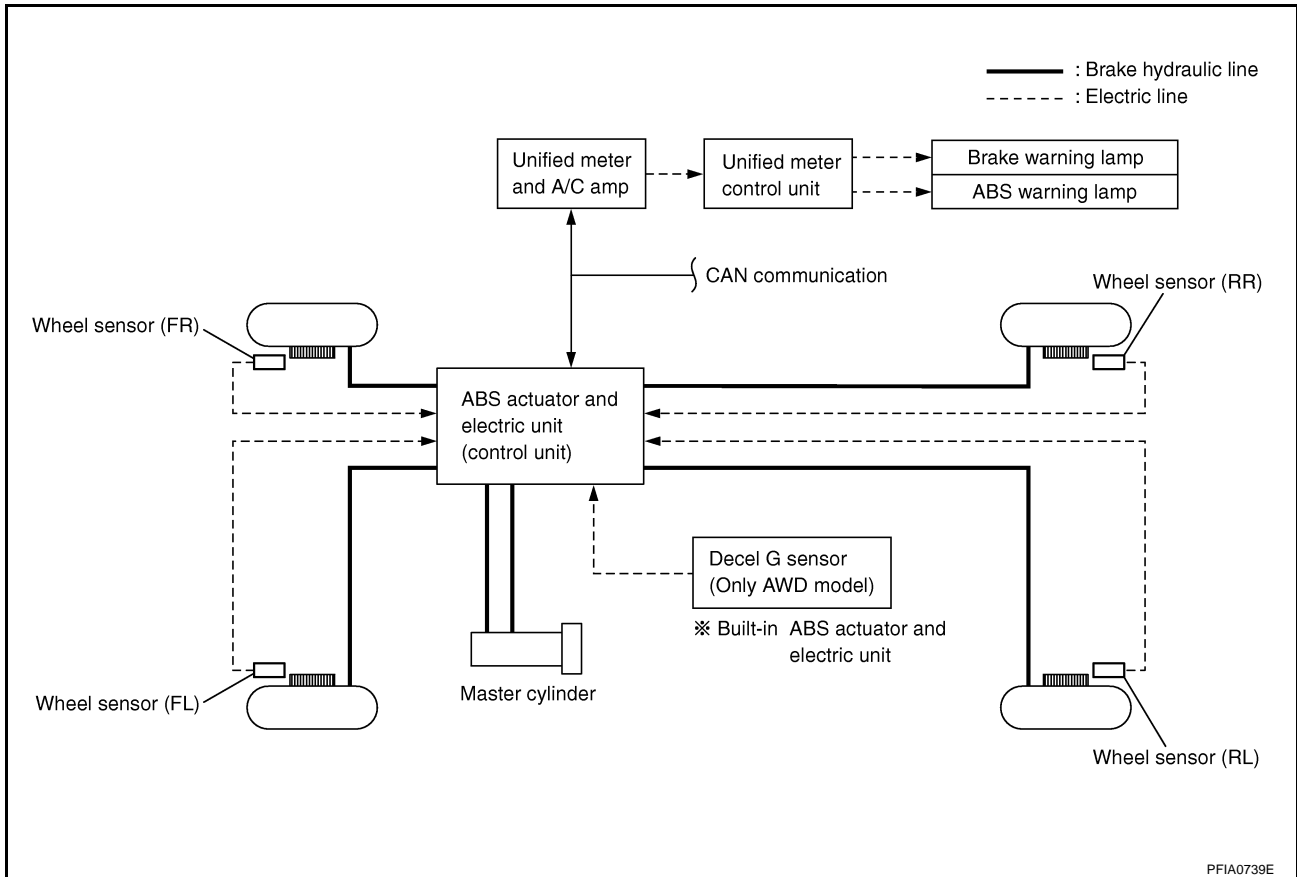 : Brake hydraulic line
: Electric line
Unified meter
and A/C amp
Unified meter
control unit
Brake warning lamp
ABS warning lamp
CAN communication
Wheel sensor (RR)
Wheel sensor (FR)
ABS actuator and
electric unit
(control unit)
Decel G sensor
(Only AWD model)
※ Built-in ABS actuator and
electric unit
Master cylinder
Wheel sensor (FL)
Wheel sensor (RL)
PFIA0739E